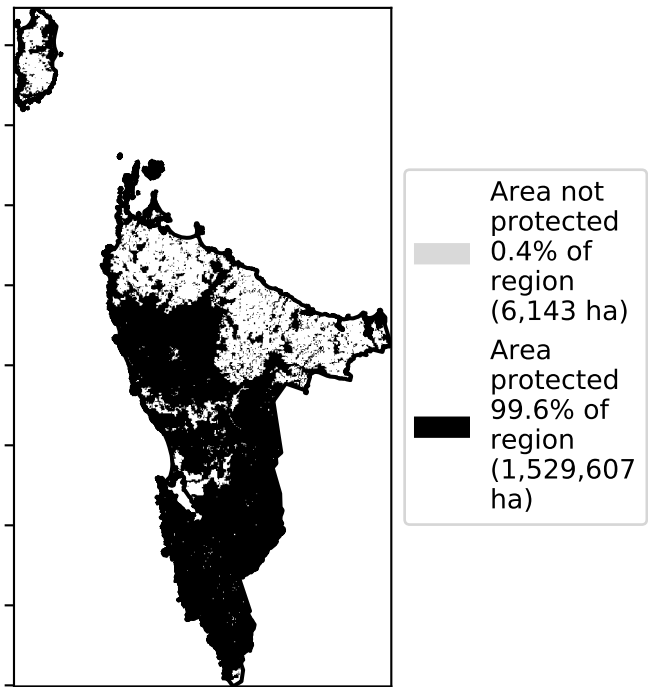 Area not
protected
0.4% of
region
(6,143 ha)
Area
protected
99.6% of
region
(1,529,607
ha)